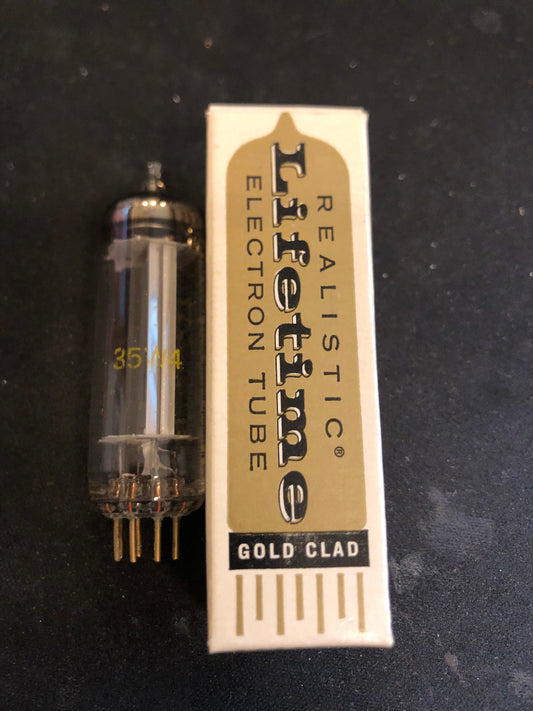 35W4
REALISTIC®
Lifetime
ELECTRON TUBE
GOLD CLAD